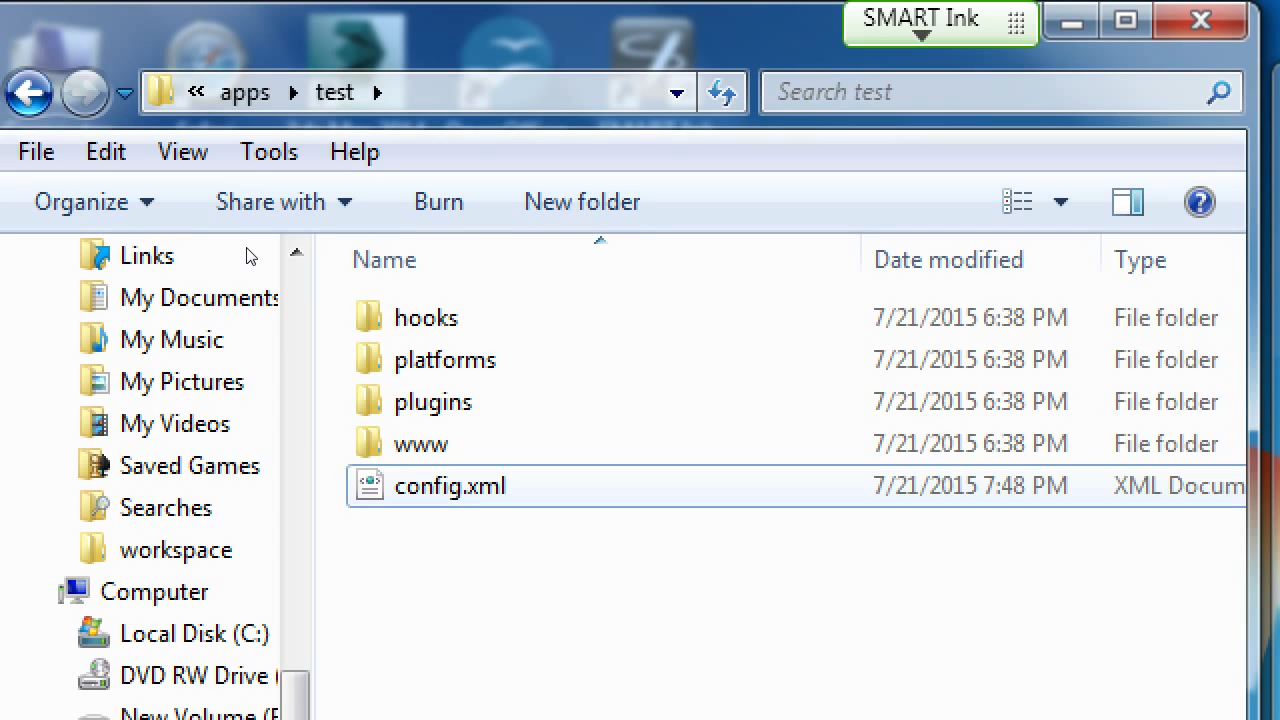 SMART Ink
« apps test
Search test
File Edit View Tools Help
Organize Share with Burn New folder
Name Date modified Type
Links
My Documents
My Music
My Pictures
My Videos
Saved Games
Searches
workspace
Computer
Local Disk (C:)
DVD RW Drive (
New Volume (
hooks 7/21/2015 6:38 PM File folder
platforms 7/21/2015 6:38 PM File folder
plugins 7/21/2015 6:38 PM File folder
www 7/21/2015 6:38 PM File folder
config.xml 7/21/2015 7:48 PM XML Docum